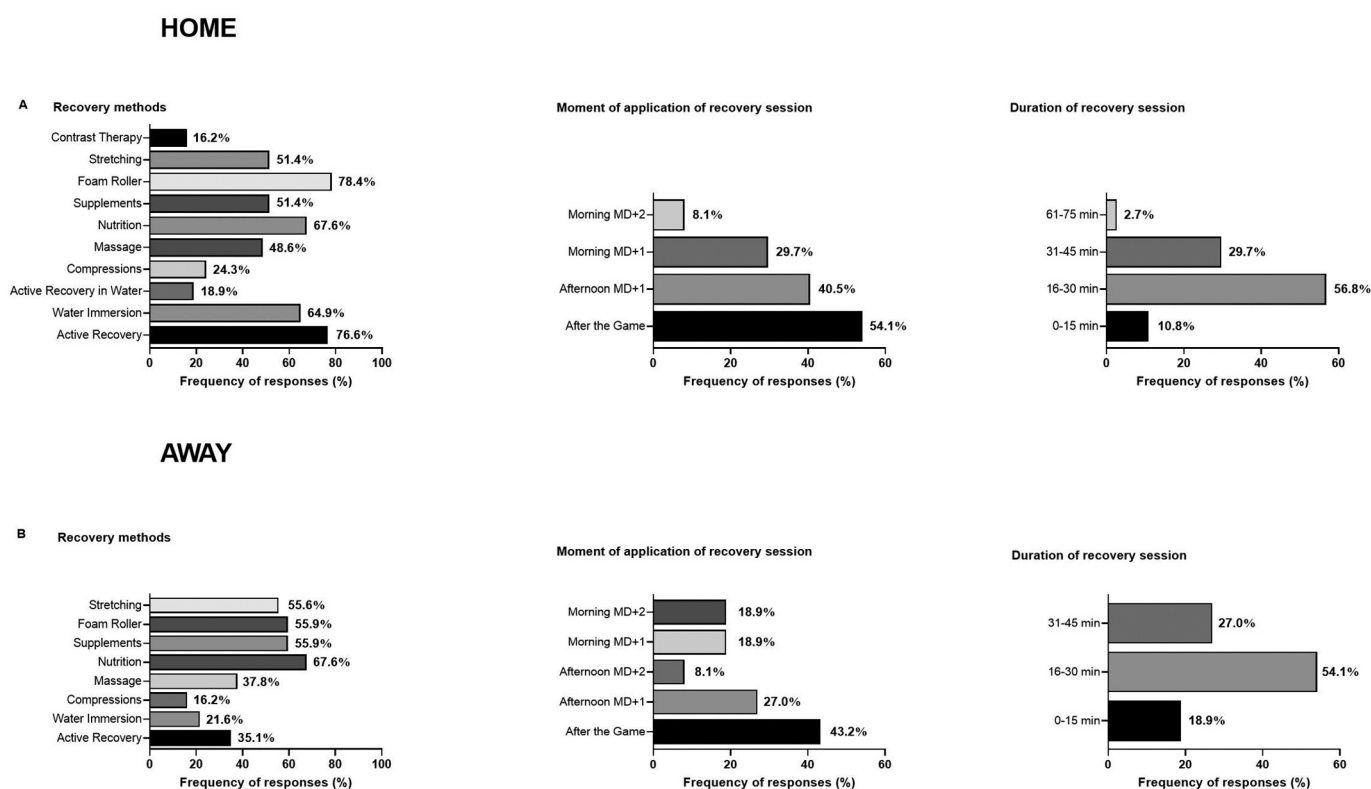 HOME
A
Recovery methods
Contrast Therapy
16.2%
Stretching
51.4%
Foam Roller
78.4%
Supplements
51.4%
Nutrition
67.6%
Massage
48.6%
Compressions
24.3%
Active Recovery in Water
18.9%
Water Immersion
64.9%
Active Recovery
76.6%
0 20 40 60 80 100
Frequency of responses (%)
Moment of application of recovery session
Morning MD+2
8.1%
Morning MD+1
29.7%
Afternoon MD+1
40.5%
After the Game
54.1%
0 20 40 60
Frequency of responses (%)
Duration of recovery session
61-75 min
2.7%
31-45 min
29.7%
16-30 min
56.8%
0-15 min
10.8%
0 20 40 60
Frequency of responses (%)
AWAY
B
Recovery methods
Stretching
55.6%
Foam Roller
55.9%
Supplements
55.9%
Nutrition
67.6%
Massage
37.8%
Compressions
16.2%
Water Immersion
21.6%
Active Recovery
35.1%
0 20 40 60 80 100
Frequency of responses (%)
Moment of application of recovery session
Morning MD+2
18.9%
Morning MD+1
18.9%
Afternoon MD+2
8.1%
Afternoon MD+1
27.0%
After the Game
43.2%
0 20 40 60
Frequency of responses (%)
Duration of recovery session
31-45 min
27.0%
16-30 min
54.1%
0-15 min
18.9%
0 20 40 60
Frequency of responses (%)